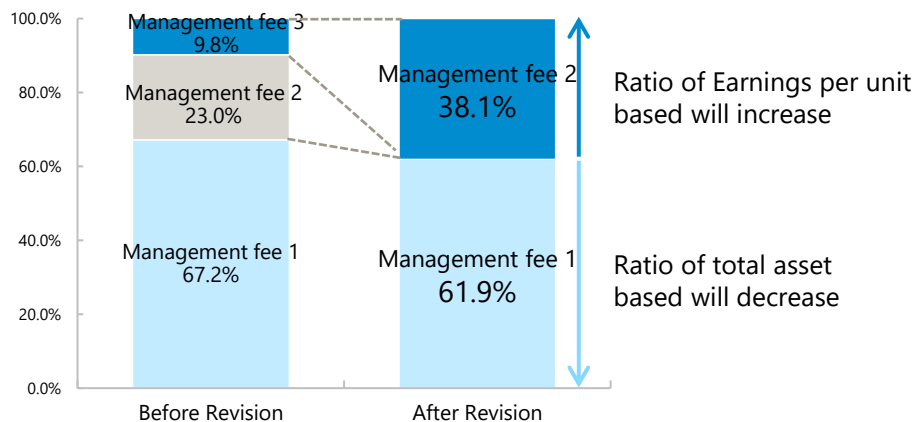 100.0%
80.0%
60.0%
40.0%
20.0%
0.0%
Management fee 3
9.8%
Management fee 2
23.0%
Management fee 1
67.2%
Management fee 2
38.1%
Management fee 1
61.9%
Ratio of Earnings per unit
based will increase
Ratio of total asset
based will decrease
Before Revision
After Revision